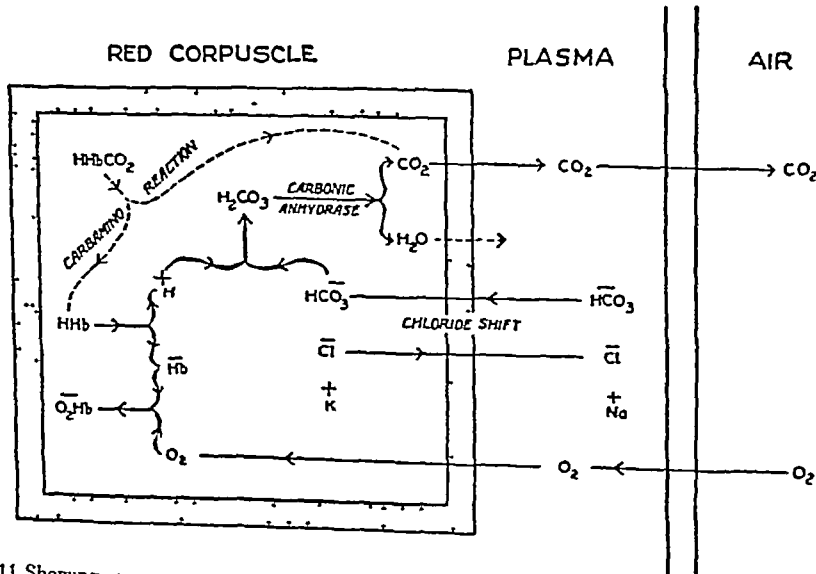 RED CORPUSCLE PLASMA AIR
HHbCO₂
CARBAMINO REACTION
CO₂ CO₂ CO₂
H₂CO₃ CARBONIC ANHYDRASE
H₂O
H⁺
HCO₃⁻ HCO₃⁻
CHLORIDE SHIFT
HHb
Hb⁻
Cl⁻ Cl⁻
O₂Hb⁻
K⁺ Na⁺
O₂ O₂ O₂
11